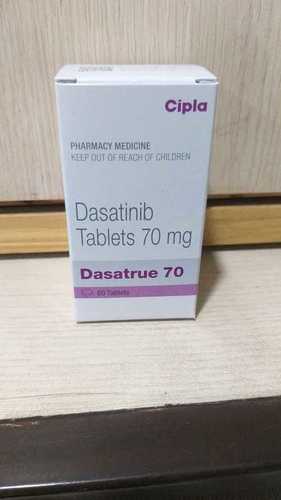 Cipla
PHARMACY MEDICINE
KEEP OUT OF REACH OF CHILDREN
Dasatinib
Tablets 70 mg
Dasatrue 70
60 Tablets